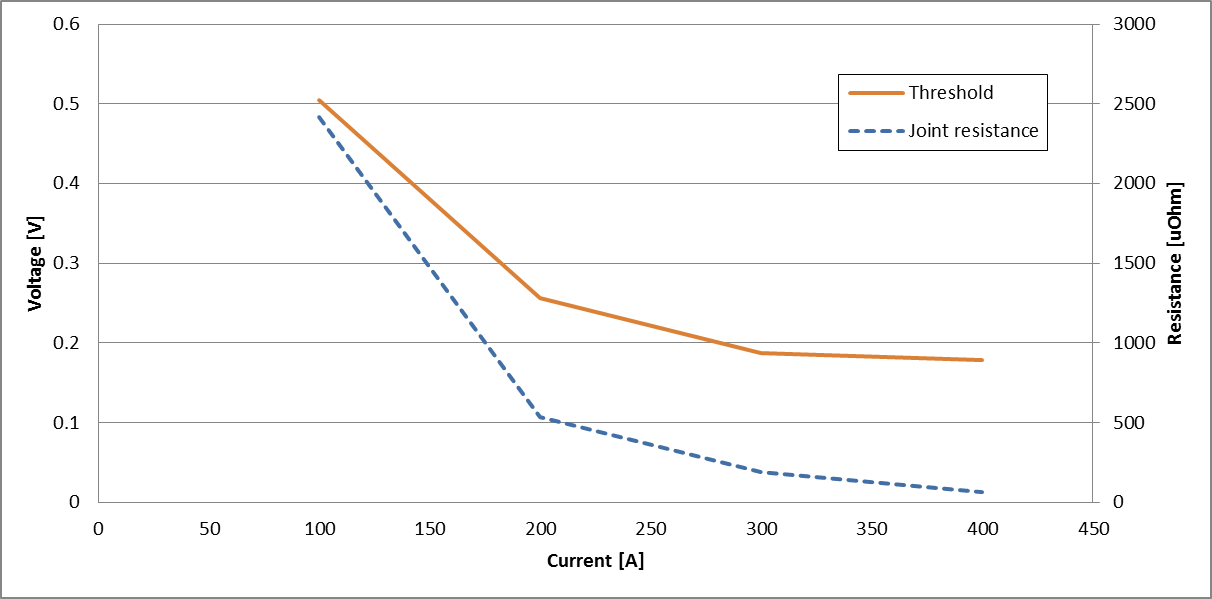 0.6
0.5
0.4
0.3
0.2
0.1
0
Voltage [V]
3000
2500
2000
1500
1000
500
0
Resistance [uOhm]
Threshold
Joint resistance
0 50 100 150 200 250 300 350 400 450
Current [A]